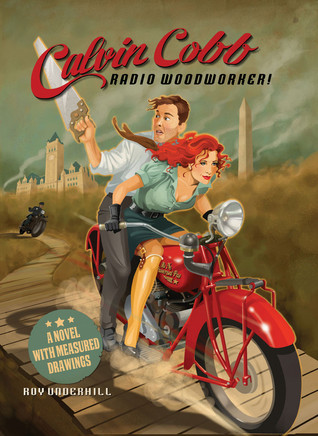 Calvin Cobb
RADIO WOODWORKER!
A NOVEL
WITH MEASURED
DRAWINGS
ROY UNDERHILL